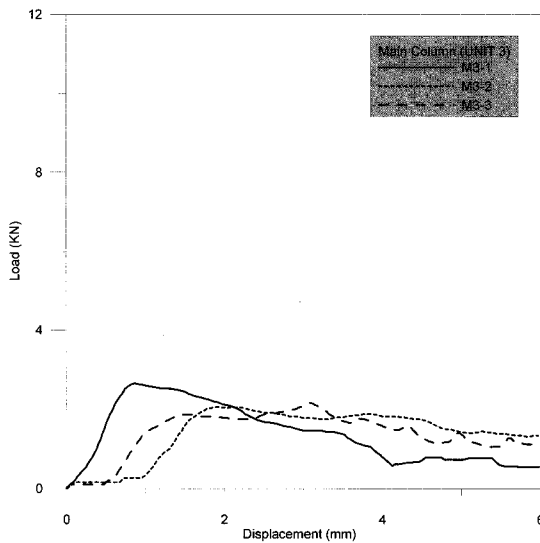 12
8
4
0
Load (KN)
Main Column (UNIT 3)
M3-1
M3-2
M3-3
0
2
4
6
Displacement (mm)